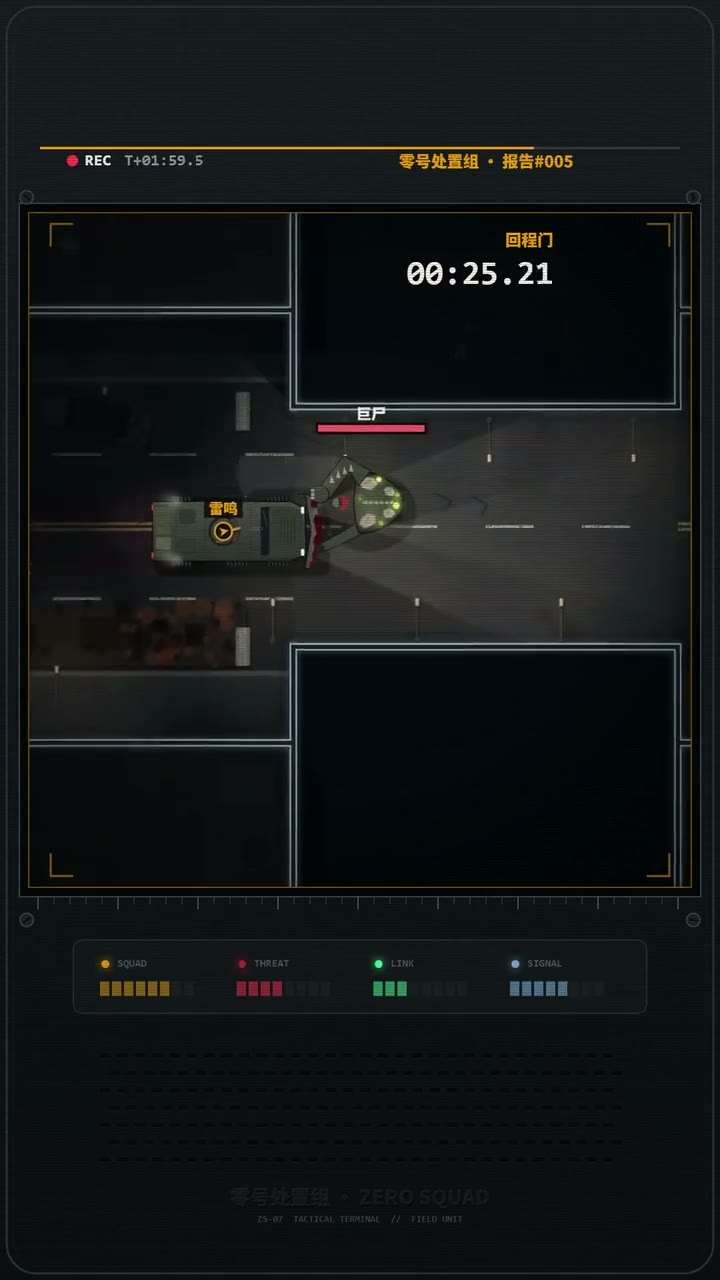 REC T+01:59.5
零号处置组 • 报告#005
回程门
00:25.21
巨尸
雷鸣
SQUAD
THREAT
LINK
SIGNAL
零号处置组 • ZERO SQUAD
ZS-07 TACTICAL TERMINAL // FIELD UNIT